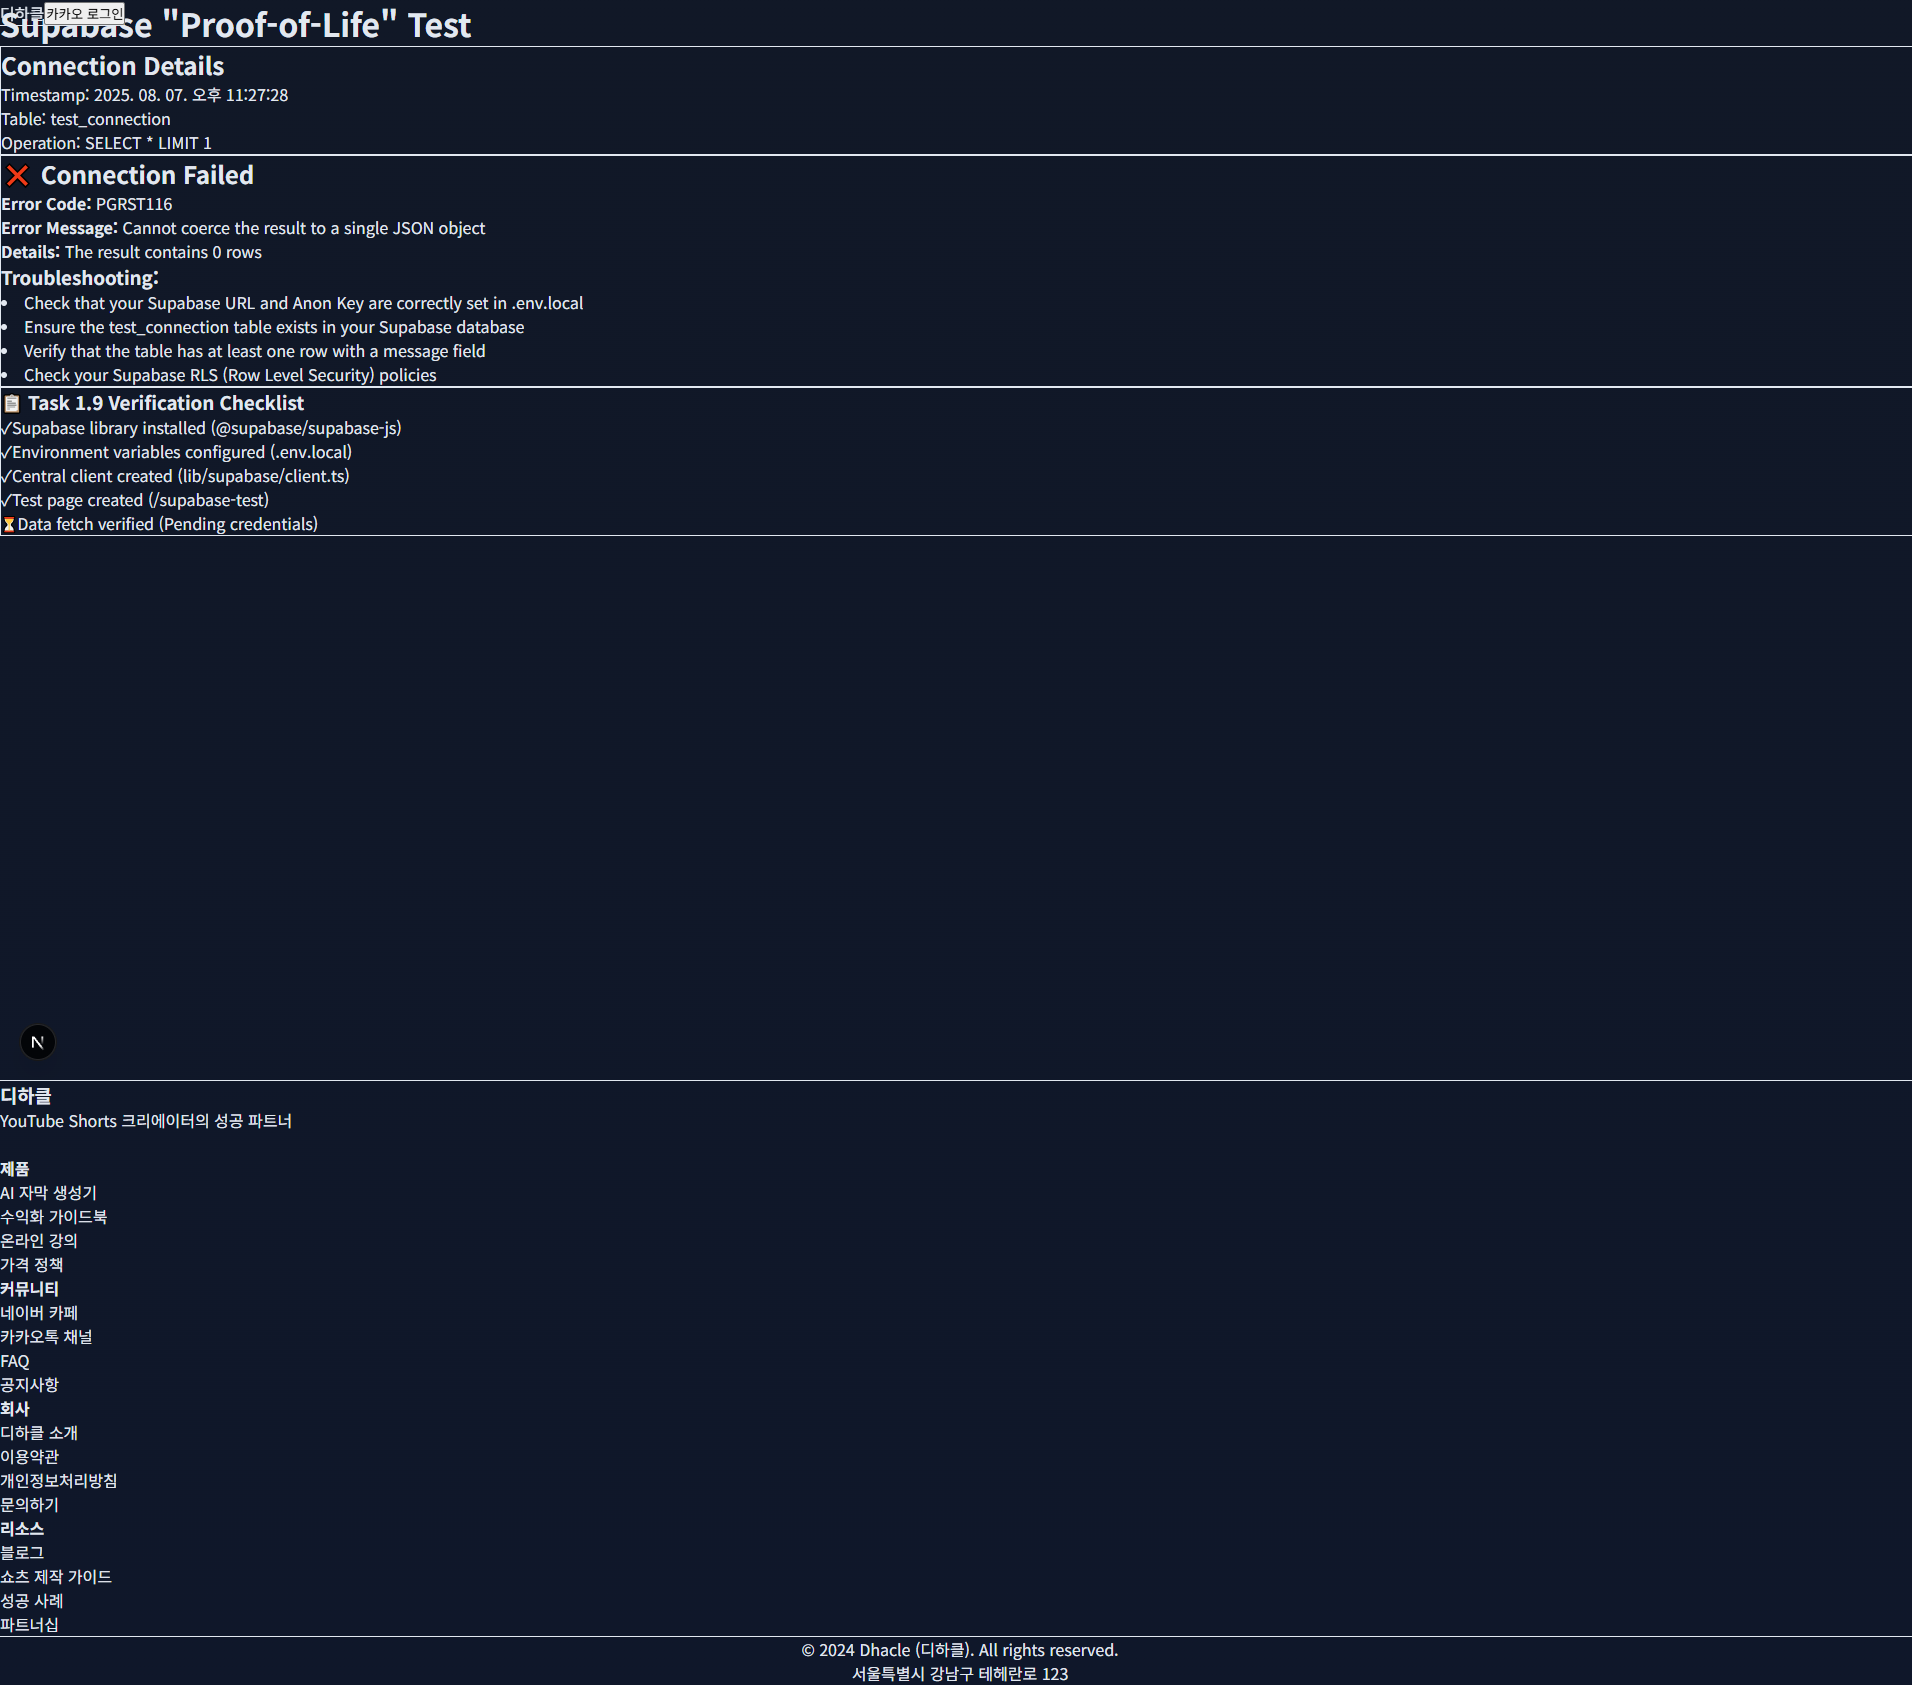 디하클 카카오 로그인
Supabase "Proof-of-Life" Test
Connection Details
Timestamp: 2025. 08. 07. 오후 11:27:28
Table: test_connection
Operation: SELECT * LIMIT 1
❌ Connection Failed
Error Code: PGRST116
Error Message: Cannot coerce the result to a single JSON object
Details: The result contains 0 rows
Troubleshooting:
• Check that your Supabase URL and Anon Key are correctly set in .env.local
• Ensure the test_connection table exists in your Supabase database
• Verify that the table has at least one row with a message field
• Check your Supabase RLS (Row Level Security) policies
📋 Task 1.9 Verification Checklist
✓Supabase library installed (@supabase/supabase-js)
✓Environment variables configured (.env.local)
✓Central client created (lib/supabase/client.ts)
✓Test page created (/supabase-test)
⏳Data fetch verified (Pending credentials)
N
디하클
YouTube Shorts 크리에이터의 성공 파트너
제품
AI 자막 생성기
수익화 가이드북
온라인 강의
가격 정책
커뮤니티
네이버 카페
카카오톡 채널
FAQ
공지사항
회사
디하클 소개
이용약관
개인정보처리방침
문의하기
리소스
블로그
쇼츠 제작 가이드
성공 사례
파트너십
© 2024 Dhacle (디하클). All rights reserved.
서울특별시 강남구 테헤란로 123